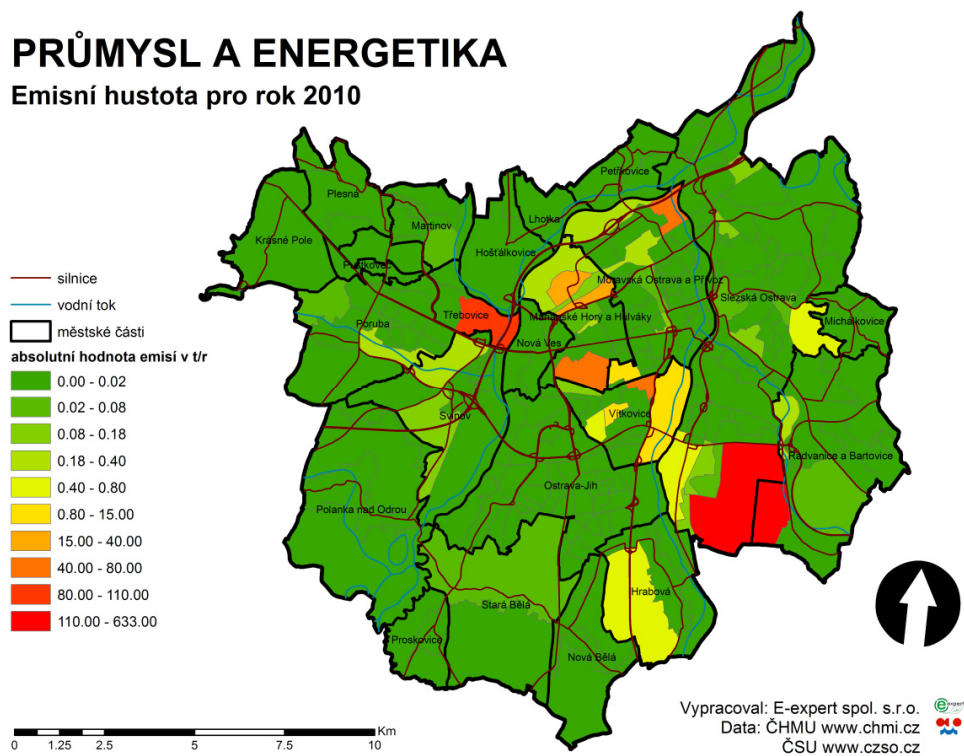 PRŮMYSL A ENERGETIKA
Emisní hustota pro rok 2010
Petřkovice
Plesná
Lhotka
Martinov
Krásné Pole
Hošťálkovice
Pustkovec
Moravská Ostrava a Přívoz
Slezská Ostrava
Třebovice
Mariánské Hory a Hulváky
Michálkovice
Poruba
Nová Ves
Svinov
Vítkovice
Radvanice a Bartovice
Ostrava-Jih
Polanka nad Odrou
Hrabová
Stará Bělá
Proskovice
Nová Bělá
silnice
vodní tok
městské části
absolutní hodnota emisí v t/r
0.00 - 0.02
0.02 - 0.08
0.08 - 0.18
0.18 - 0.40
0.40 - 0.80
0.80 - 15.00
15.00 - 40.00
40.00 - 80.00
80.00 - 110.00
110.00 - 633.00
Km
0 1.25 2.5 5 7.5 10
Vypracoval: E-expert spol. s.r.o.
Data: ČHMU www.chmi.cz
ČSU www.czso.cz